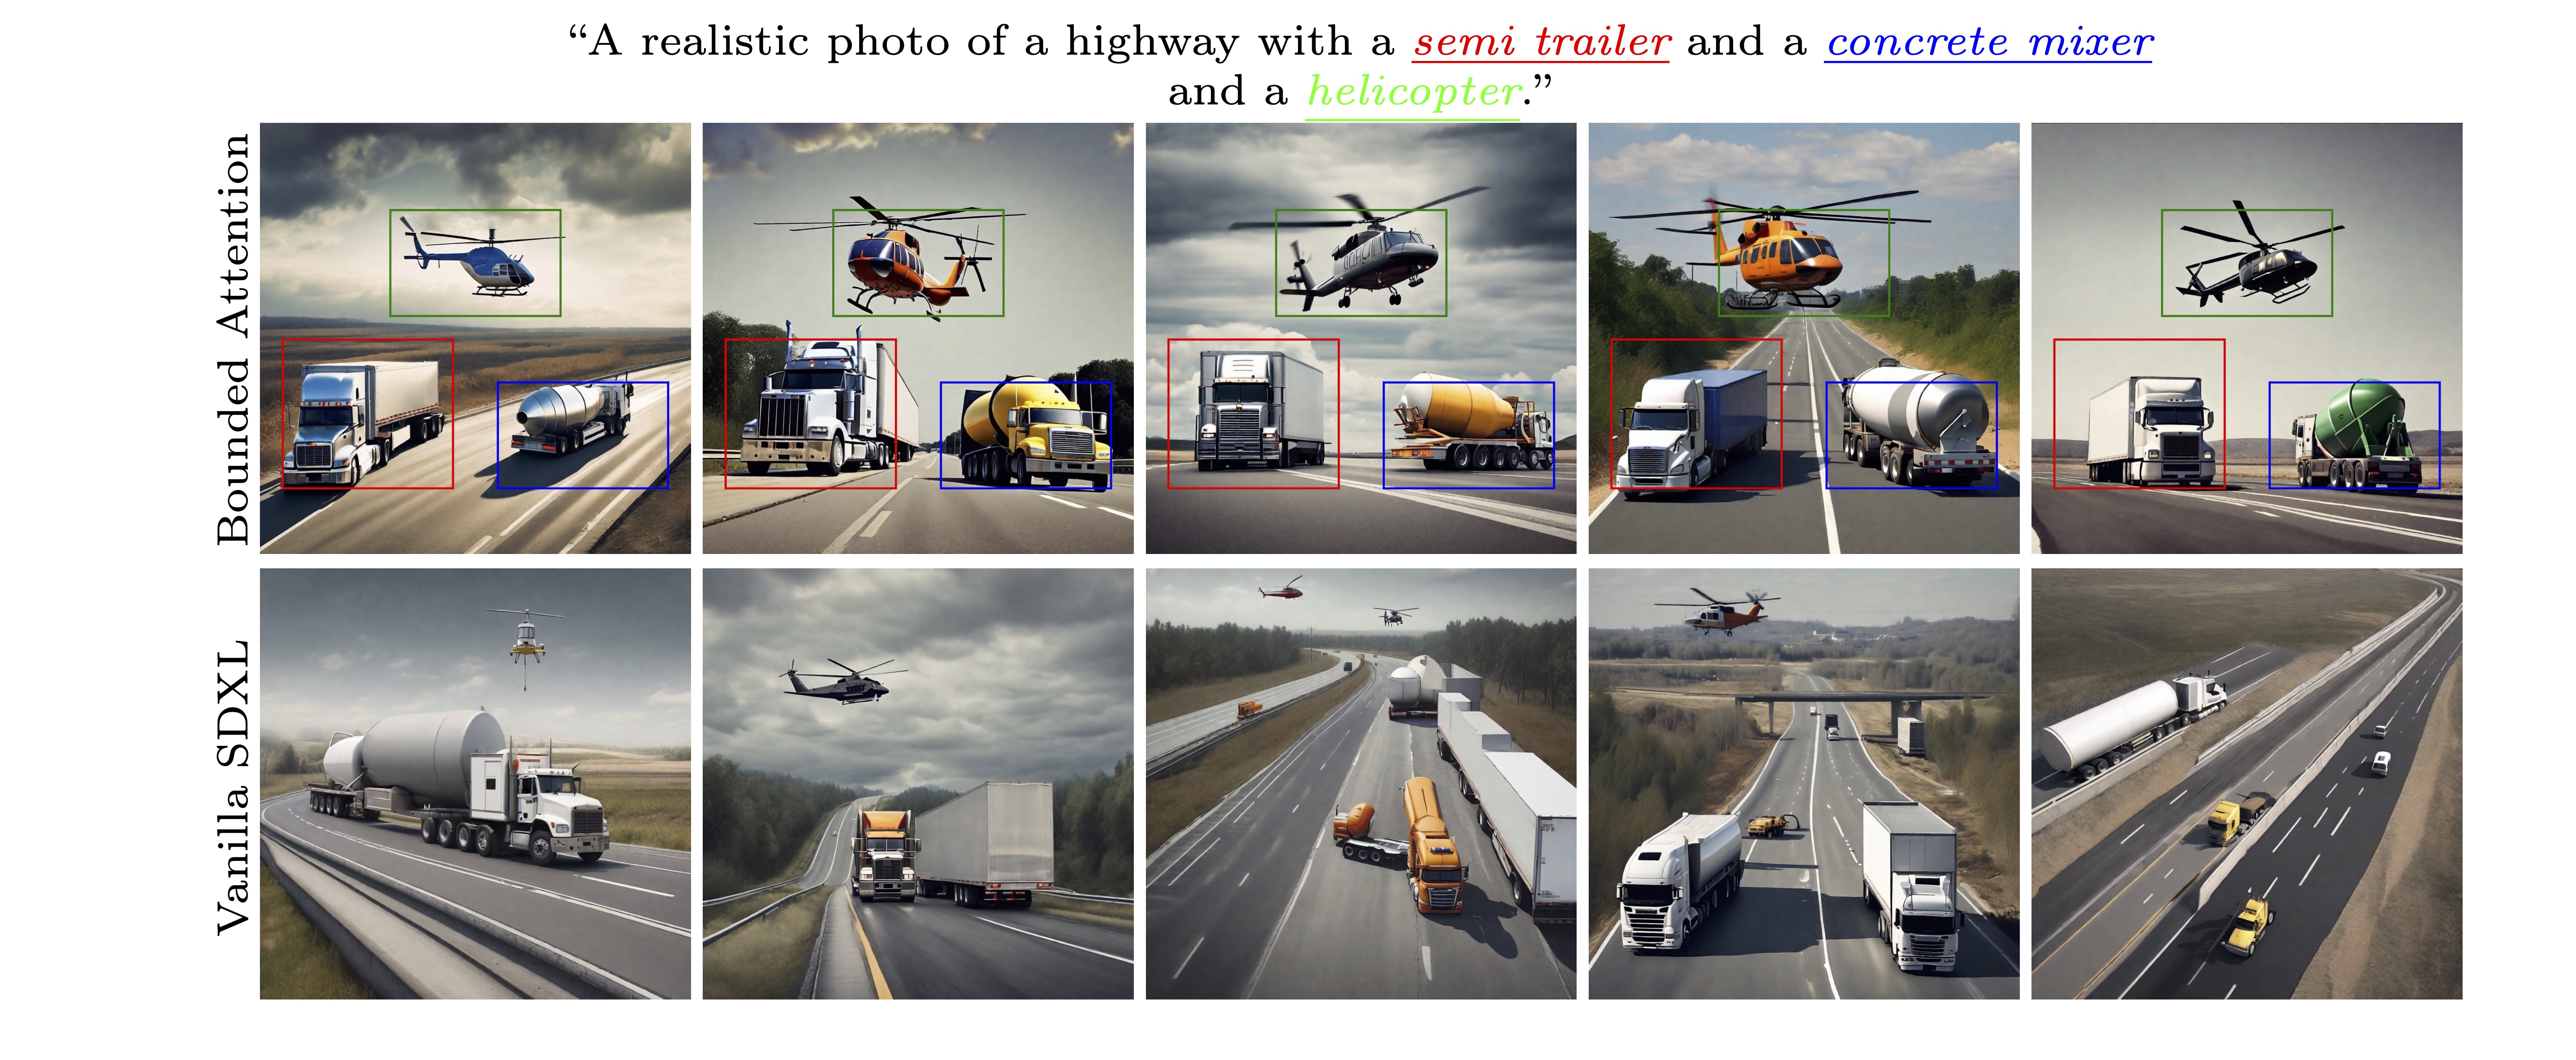 “A realistic photo of a highway with a semi trailer and a concrete mixer
and a helicopter.”
Bounded Attention
Vanilla SDXL